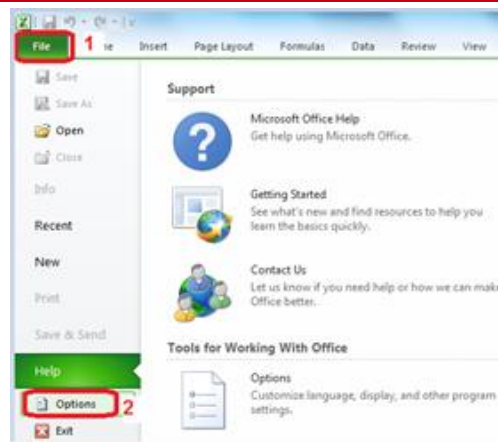 File 1 Insert Page Layout Formulas Data Review View
Save
Save As
Open
Close
Info
Recent
New
Print
Save & Send
Help
Options 2
Exit
Support
Microsoft Office Help
Get help using Microsoft Office.
Getting Started
See what's new and find resources to help you
learn the basics quickly.
Contact Us
Let us know if you need help or how we can
Office better.
Tools for Working With Office
Options
Customize language, display, and other program
settings.